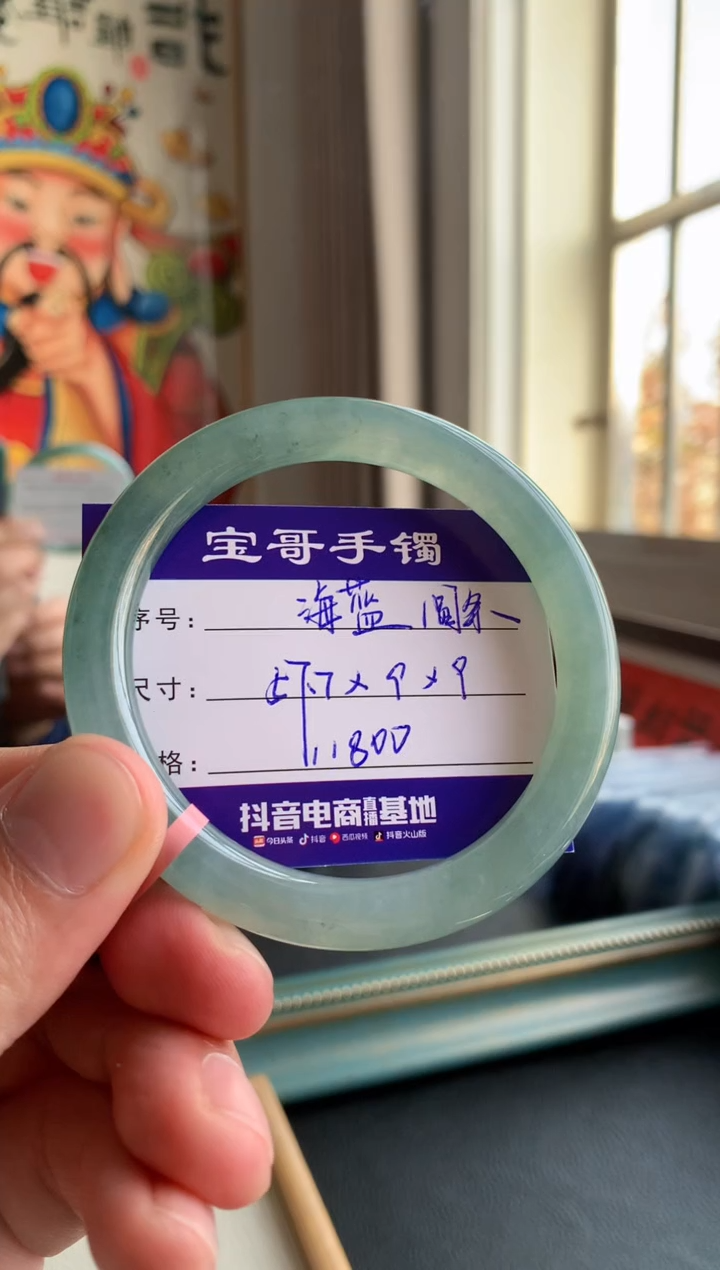 宝哥手镯
序号：海蓝 圆条
尺寸：57.7×9×9
格：11800
抖音电商直播基地
今日头条 抖音 西瓜视频 抖音火山版